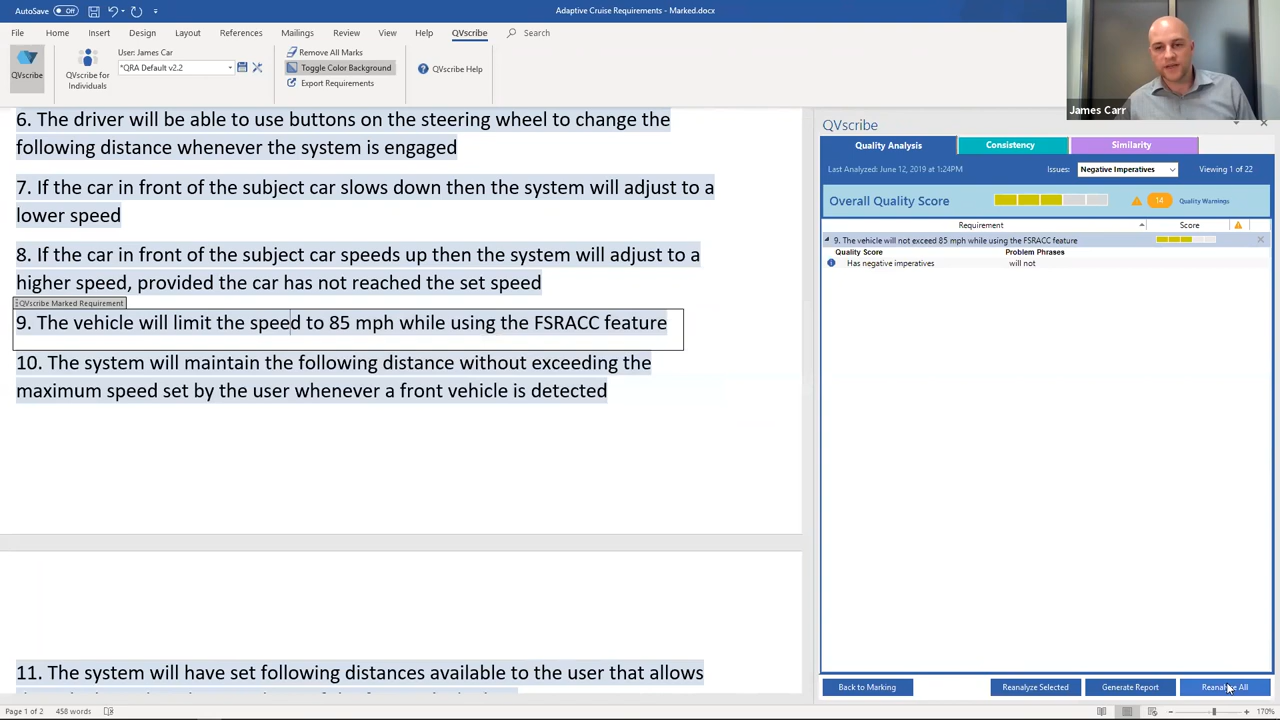 AutoSave Off
Adaptive Cruise Requirements - Marked.docx
File Home Insert Design Layout References Mailings Review View Help QVscribe Search
QVscribe
QVscribe for
Individuals
User: James Car
*QRA Default v2.2
Remove All Marks
Toggle Color Background
Export Requirements
QVscribe Help
James Carr
6. The driver will be able to use buttons on the steering wheel to change the
following distance whenever the system is engaged
7. If the car in front of the subject car slows down then the system will adjust to a
lower speed
8. If the car in front of the subject car speeds up then the system will adjust to a
higher speed, provided the car has not reached the set speed
QVscribe Marked Requirement
9. The vehicle will limit the speed to 85 mph while using the FSRACC feature
10. The system will maintain the following distance without exceeding the
maximum speed set by the user whenever a front vehicle is detected
11. The system will have set following distances available to the user that allows
QVscribe
Quality Analysis Consistency Similarity
Last Analyzed: June 12, 2019 at 1:24PM Issues: Negative Imperatives Viewing 1 of 22
Overall Quality Score 14 Quality Warnings
Requirement Score
9. The vehicle will not exceed 85 mph while using the FSRACC feature
Quality Score Problem Phrases
Has negative imperatives will not
Back to Marking Reanalyze Selected Generate Report Reanalyze All
Page 1 of 2 458 words 170%